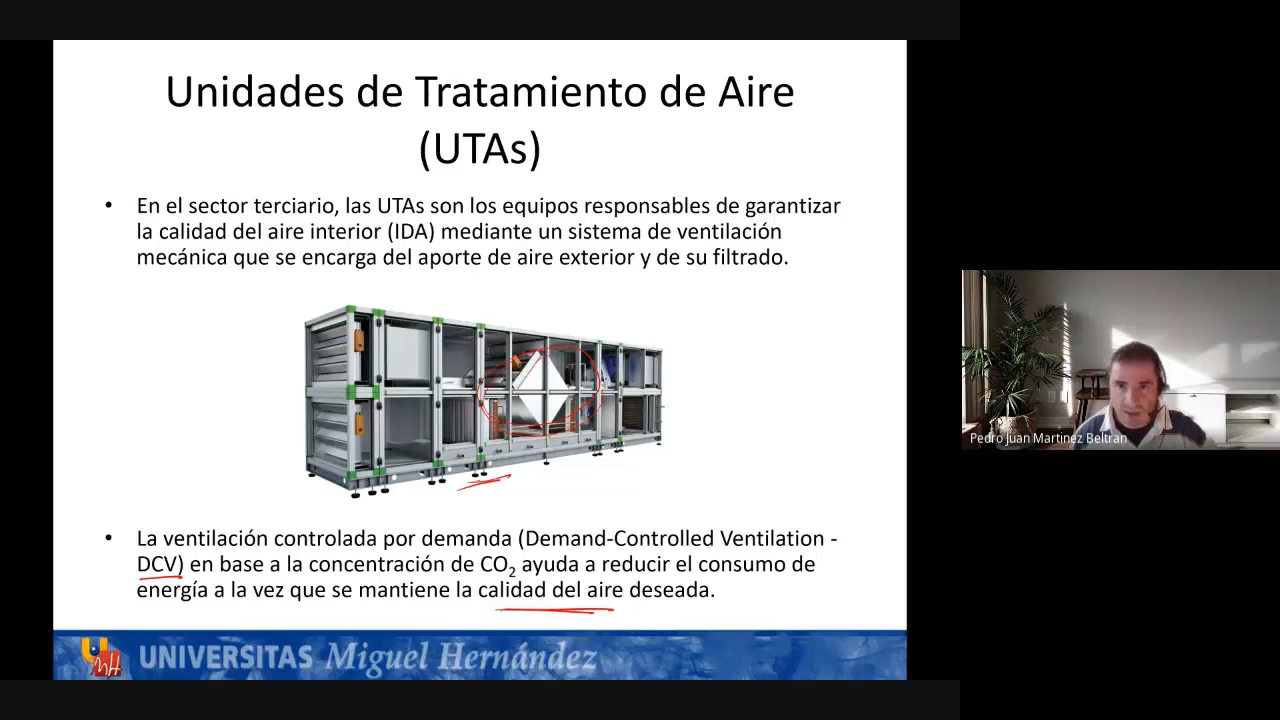 Unidades de Tratamiento de Aire
(UTAs)
• En el sector terciario, las UTAs son los equipos responsables de garantizar
la calidad del aire interior (IDA) mediante un sistema de ventilación
mecánica que se encarga del aporte de aire exterior y de su filtrado.
• La ventilación controlada por demanda (Demand-Controlled Ventilation -
DCV) en base a la concentración de CO2 ayuda a reducir el consumo de
energía a la vez que se mantiene la calidad del aire deseada.
UMH UNIVERSITAS Miguel Hernández
Pedro Juan Martinez Beltran